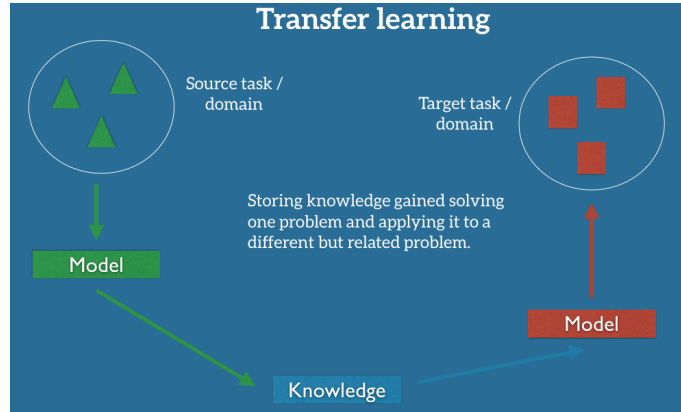 Transfer learning
Source task /
domain
Target task /
domain
Storing knowledge gained solving
one problem and applying it to a
different but related problem.
Model
Model
Knowledge